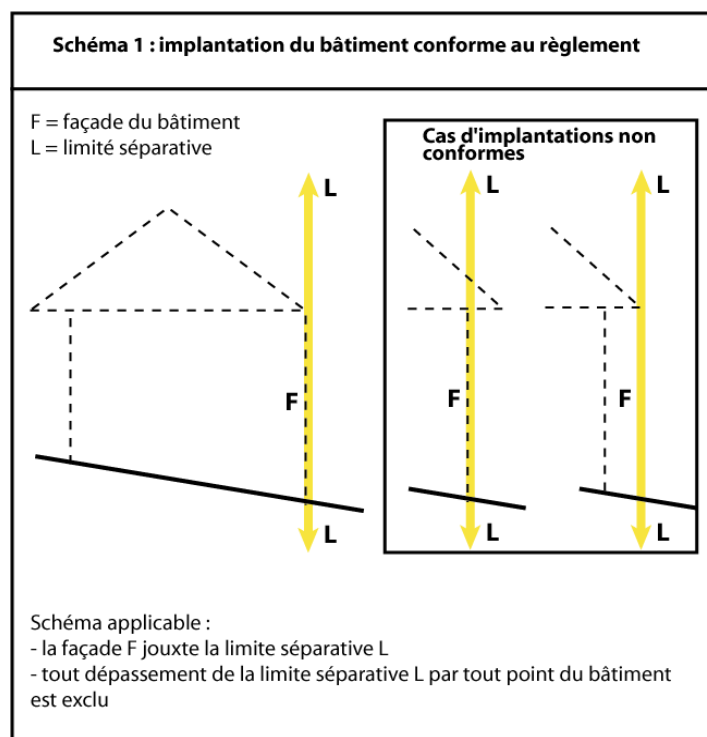 Schéma 1 : implantation du bâtiment conforme au règlement
F = façade du bâtiment
L = limité séparative
Cas d'implantations non
conformes
L
L
L
F
F
F
L
L
L
Schéma applicable :
- la façade F jouxte la limite séparative L
- tout dépassement de la limite séparative L par tout point du bâtiment
est exclu